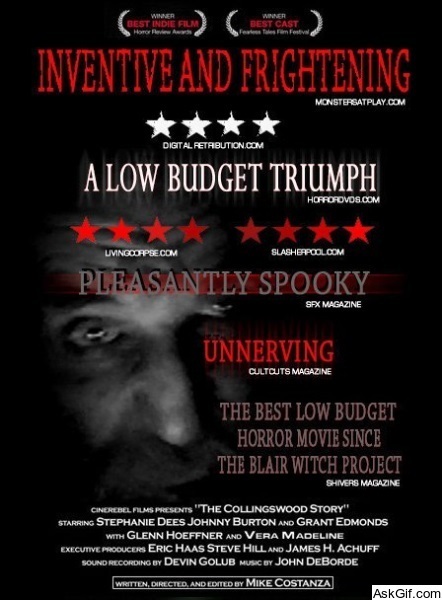 WINNER
BEST INDIE FILM
Horror Review Awards
WINNER
BEST CAST
Fearless Tales Film Festival
INVENTIVE AND FRIGHTENING
MONSTERSATPLAY.COM
DIGITAL RETRIBUTION.COM
A LOW BUDGET TRIUMPH
HORRORDVDS.COM
LIVINGCORPSE.COM
SLASHERPOOL.COM
PLEASANTLY SPOOKY
SFX MAGAZINE
UNNERVING
CULTCUTS MAGAZINE
THE BEST LOW BUDGET
HORROR MOVIE SINCE
THE BLAIR WITCH PROJECT
SHIVERS MAGAZINE
CINEREBEL FILMS PRESENTS "THE COLLINGSWOOD STORY"
STARRING STEPHANIE DEES JOHNNY BURTON AND GRANT EDMONDS
WITH GLENN HOEFFNER AND VERA MADELINE
EXECUTIVE PRODUCERS ERIC HAAS STEVE HILL AND JAMES H. ACHUFF
SOUND RECORDING BY DEVIN GOLUB MUSIC BY JOHN DEBORDE
WRITTEN, DIRECTED, AND EDITED BY MIKE COSTANZA
AskGif.com